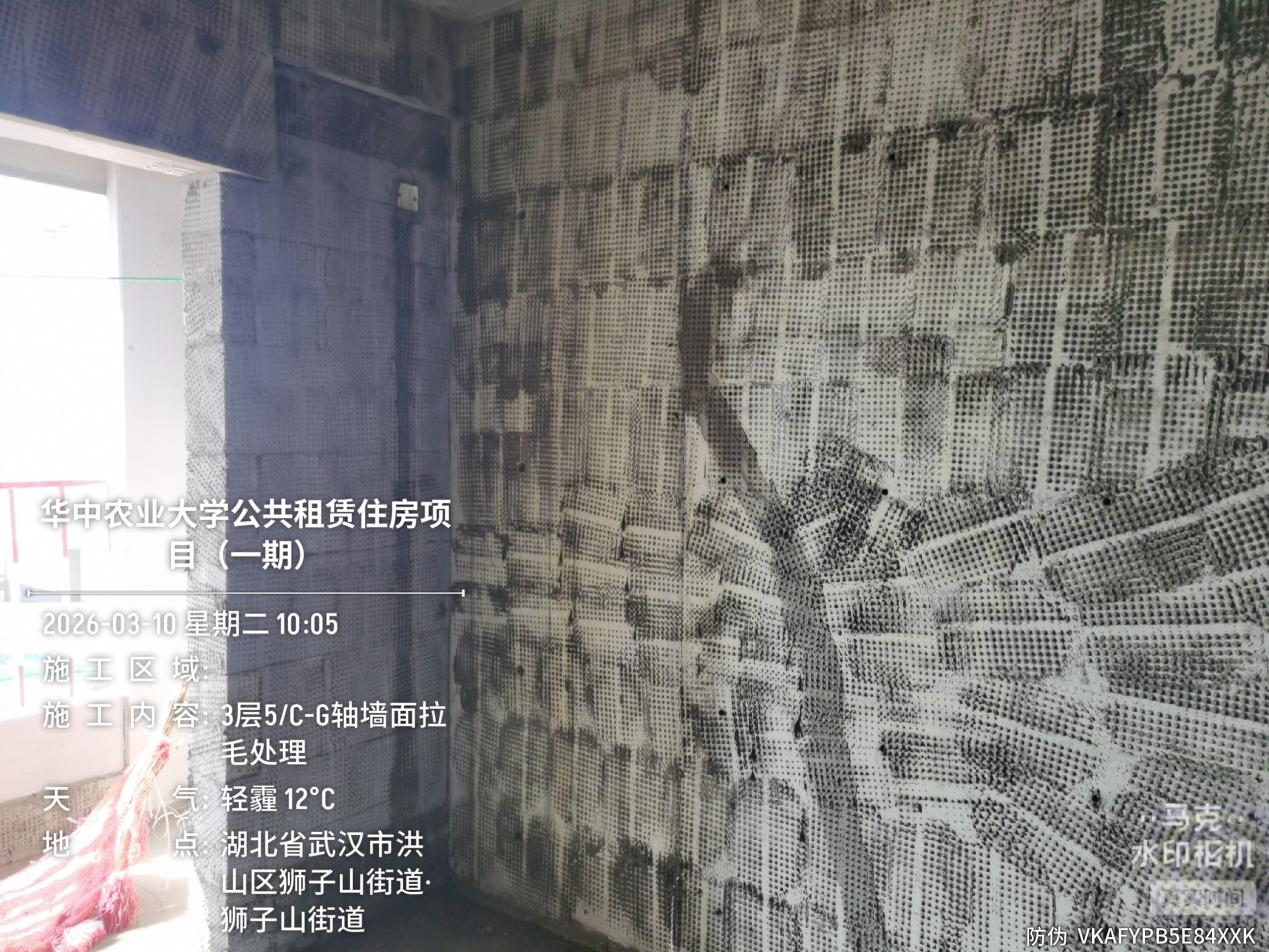 华中农业大学公共租赁住房项
目（一期）
2026-03-10 星期二 10:05
施工区域:
施工内容: 3层5/C-G轴墙面拉
毛处理
天气: 轻霾 12°C
地点: 湖北省武汉市洪
山区狮子山街道·
狮子山街道
马克
水印相机
防伪 VKAFYPB5E84XXK